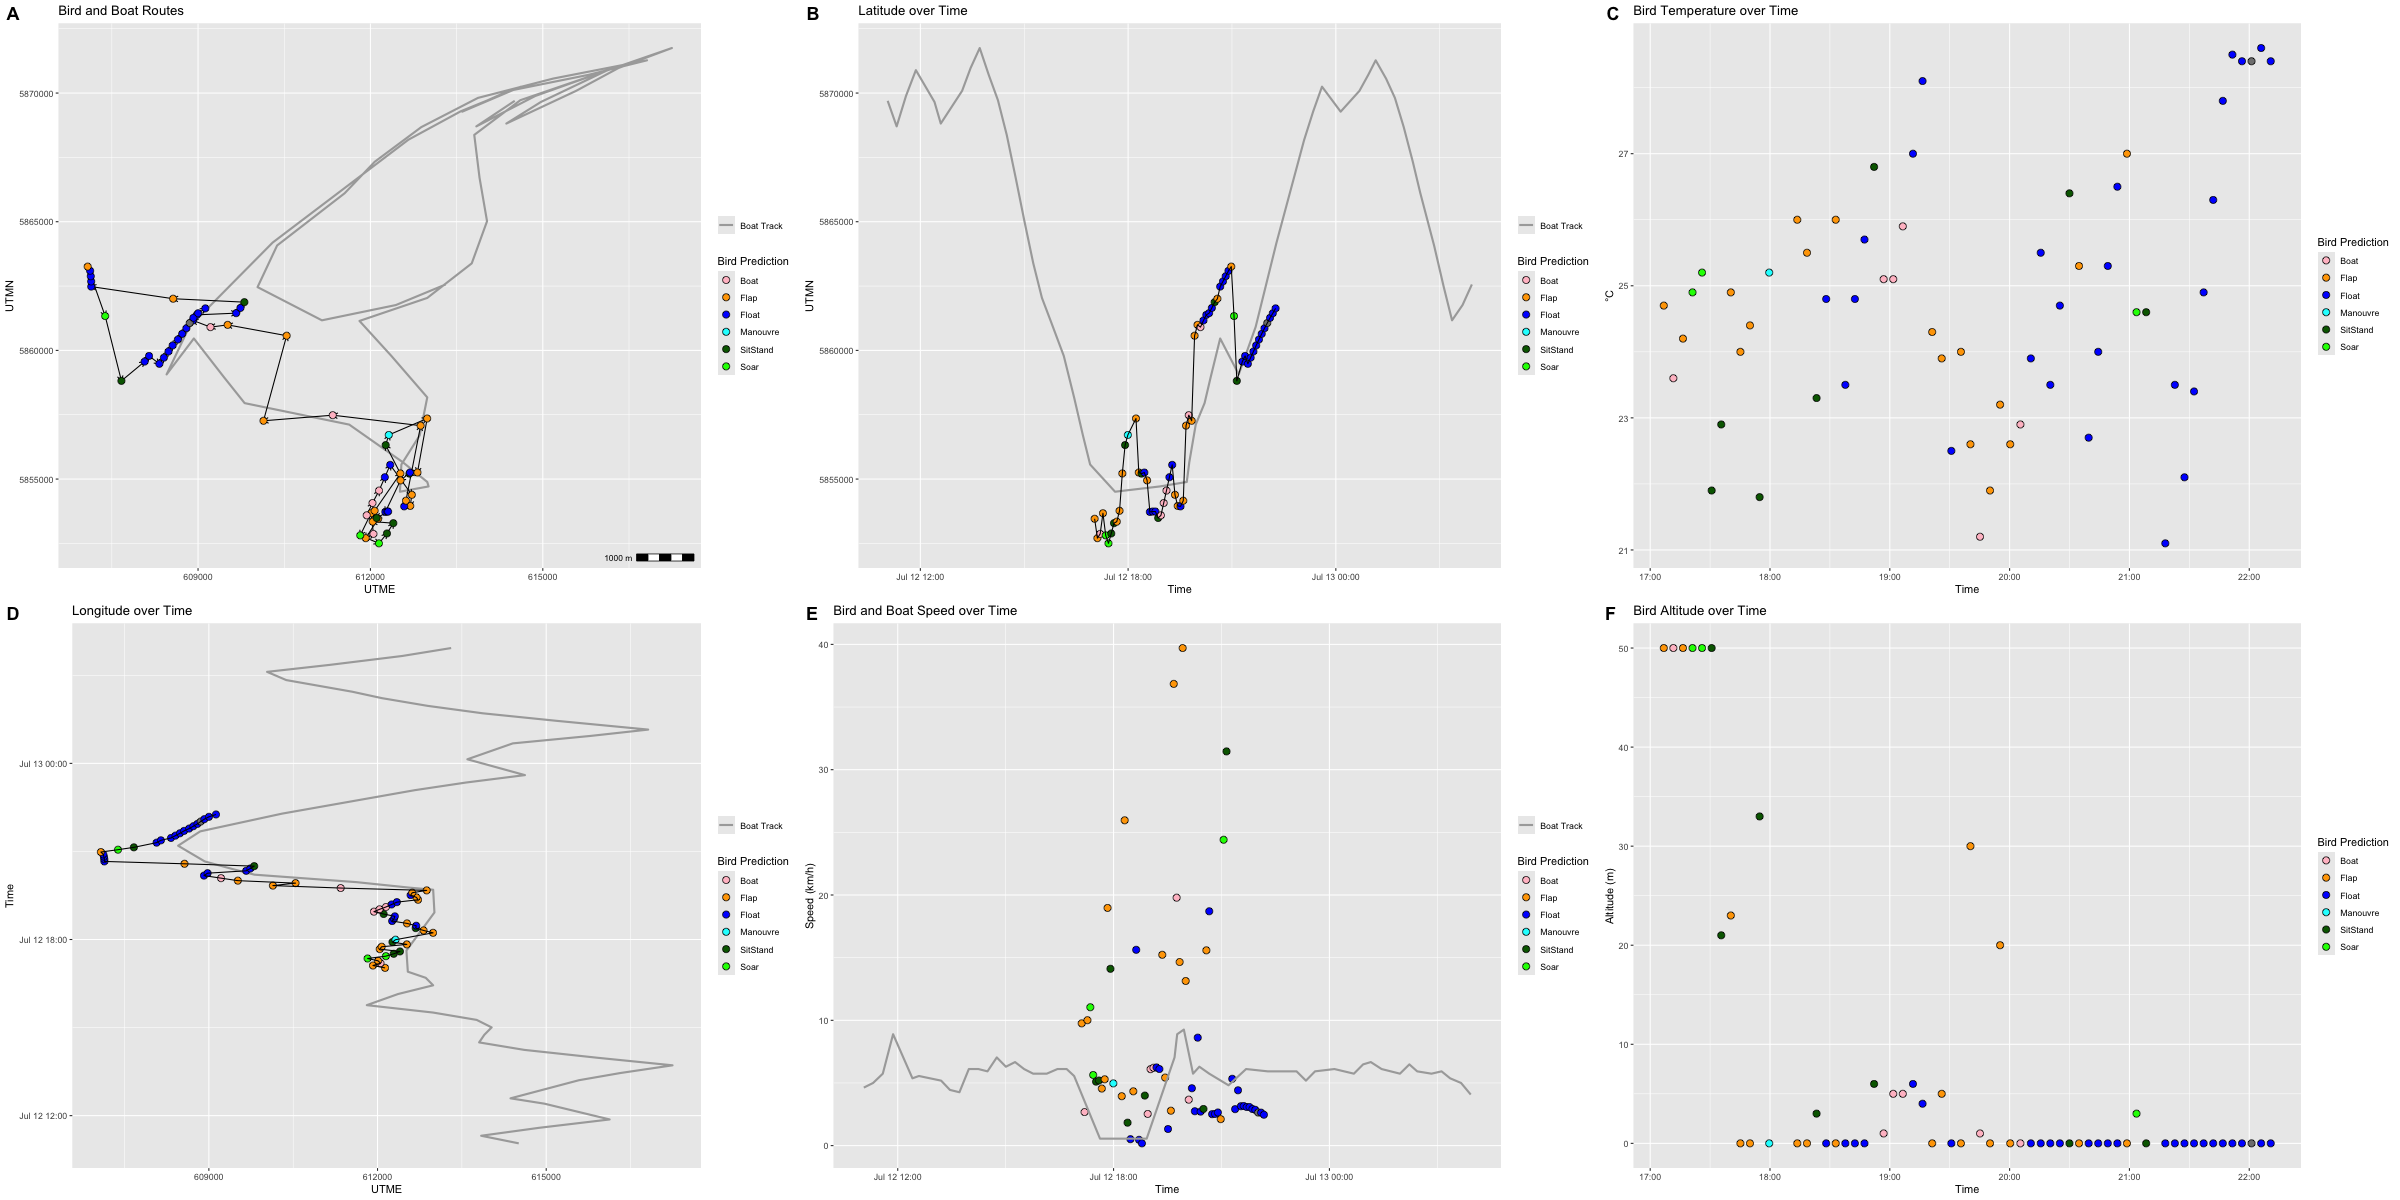 A
Bird and Boat Routes
5870000
5865000
5860000
5855000
UTMN
609000
612000
615000
UTME
1000 m
Boat Track
Bird Prediction
Boat
Flap
Float
Manouvre
SitStand
Soar
B
Latitude over Time
5870000
5865000
5860000
5855000
UTMN
Jul 12 12:00
Jul 12 18:00
Jul 13 00:00
Time
Boat Track
Bird Prediction
Boat
Flap
Float
Manouvre
SitStand
Soar
C
Bird Temperature over Time
27
25
23
21
°C
17:00
18:00
19:00
20:00
21:00
22:00
Time
Bird Prediction
Boat
Flap
Float
Manouvre
SitStand
Soar
D
Longitude over Time
Jul 13 00:00
Jul 12 18:00
Jul 12 12:00
Time
609000
612000
615000
UTME
Boat Track
Bird Prediction
Boat
Flap
Float
Manouvre
SitStand
Soar
E
Bird and Boat Speed over Time
40
30
20
10
0
Speed (km/h)
Jul 12 12:00
Jul 12 18:00
Jul 13 00:00
Time
Boat Track
Bird Prediction
Boat
Flap
Float
Manouvre
SitStand
Soar
F
Bird Altitude over Time
50
40
30
20
10
0
Altitude (m)
17:00
18:00
19:00
20:00
21:00
22:00
Time
Bird Prediction
Boat
Flap
Float
Manouvre
SitStand
Soar